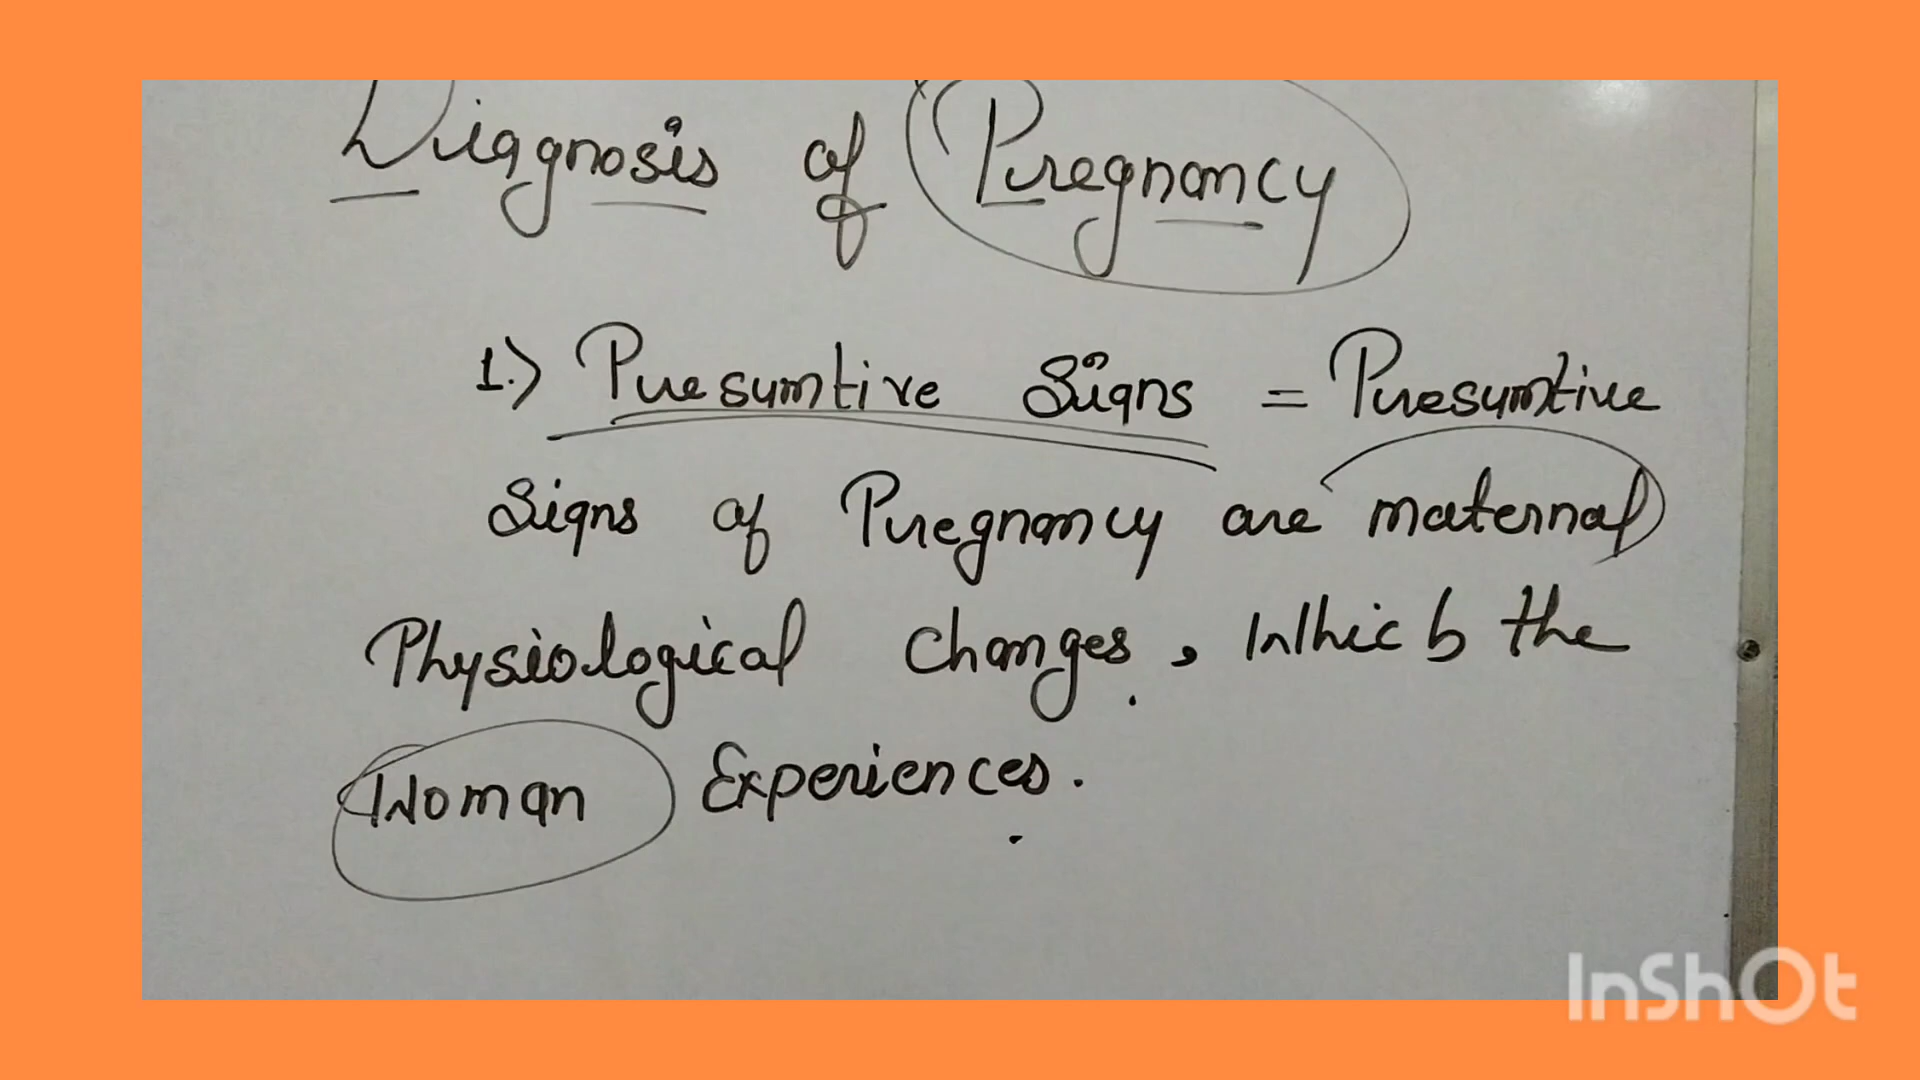 Diagnosis of Pregnancy
1.) Presumtive Signs = Presumtive
Signs of Pregnancy are maternal
Physiological Changes, Which the
Woman Experiences.
InShOt